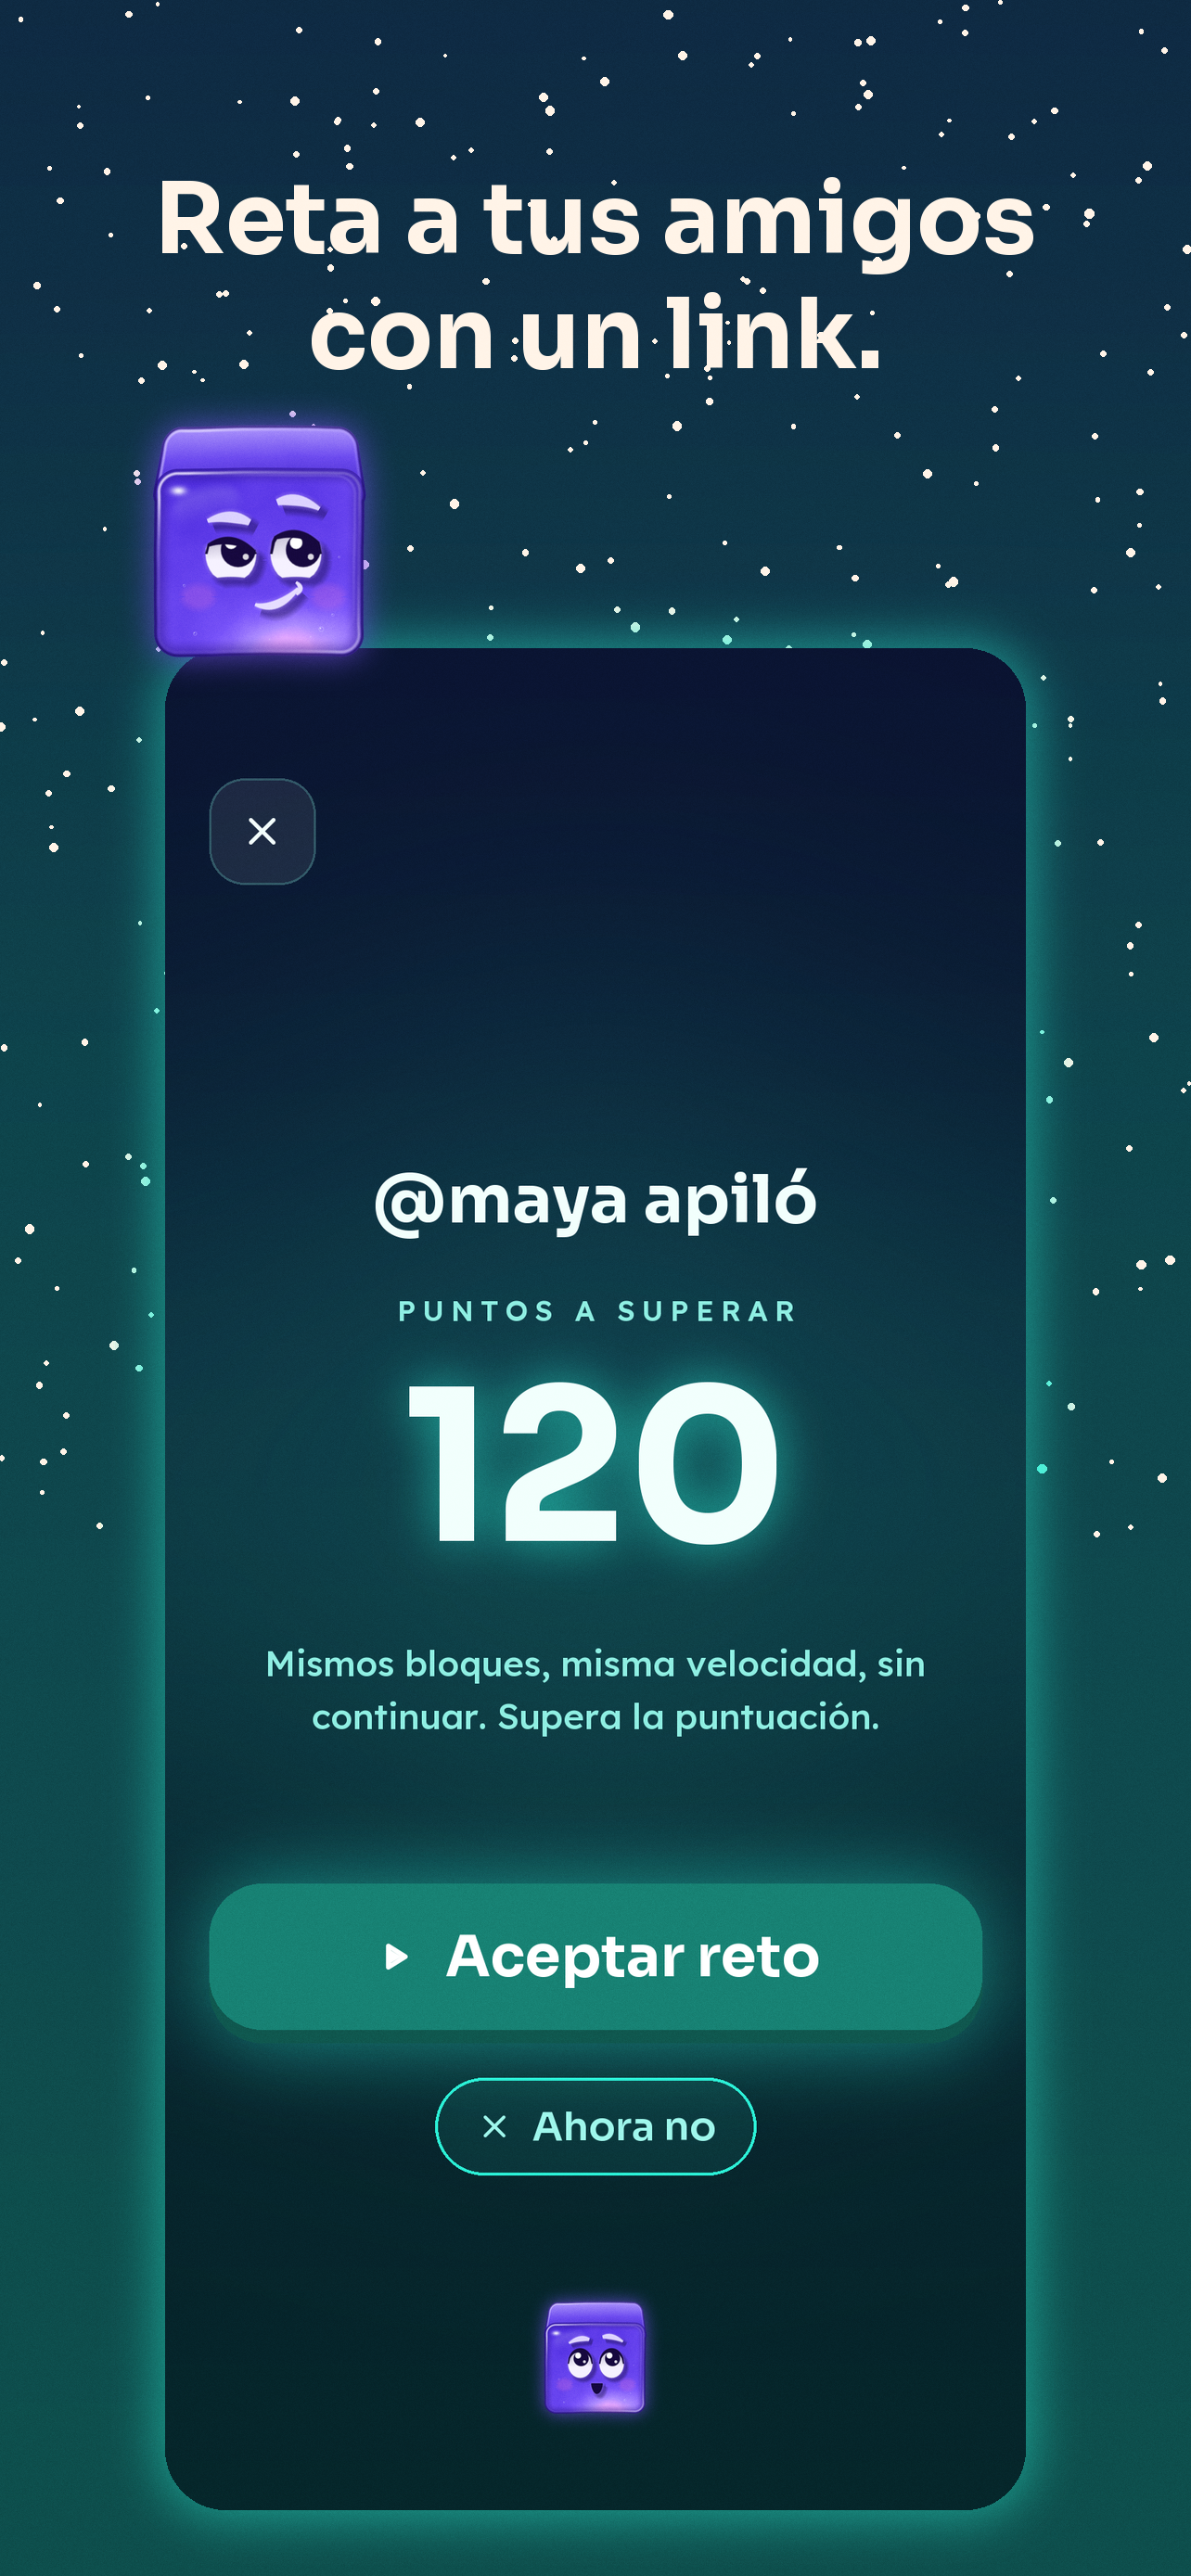 Reta a tus amigos
con un link.
@maya apiló
PUNTOS A SUPERAR
120
Mismos bloques, misma velocidad, sin
continuar. Supera la puntuación.
Aceptar reto
Ahora no